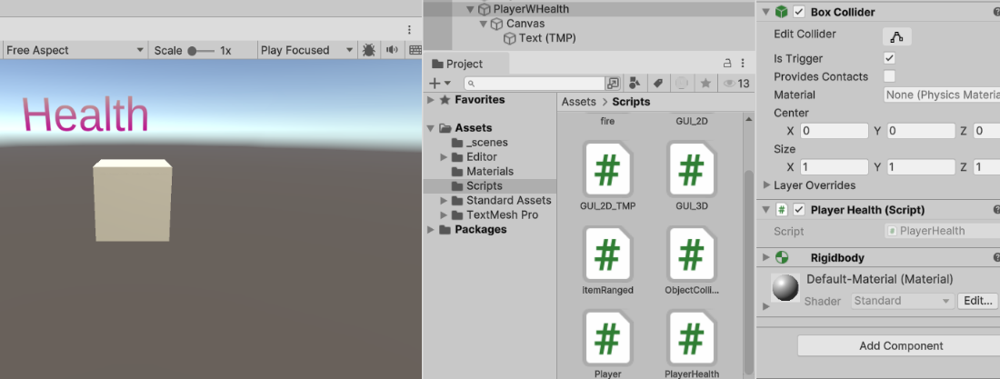 Free Aspect
Scale
1x
Play Focused
Health
PlayerWHealth
Canvas
Text (TMP)
Project
13
Favorites
Assets
_scenes
Editor
Materials
Scripts
Standard Assets
TextMesh Pro
Packages
Assets > Scripts
fire
GUI_2D
GUI_2D_TMP
GUI_3D
ItemRanged
ObjectColli...
Player
PlayerHealth
Box Collider
Edit Collider
Is Trigger
Provides Contacts
Material None (Physics Materia
Center
X 0 Y 0 Z 0
Size
X 1 Y 1 Z 1
Layer Overrides
Player Health (Script)
Script PlayerHealth
Rigidbody
Default-Material (Material)
Shader Standard Edit...
Add Component